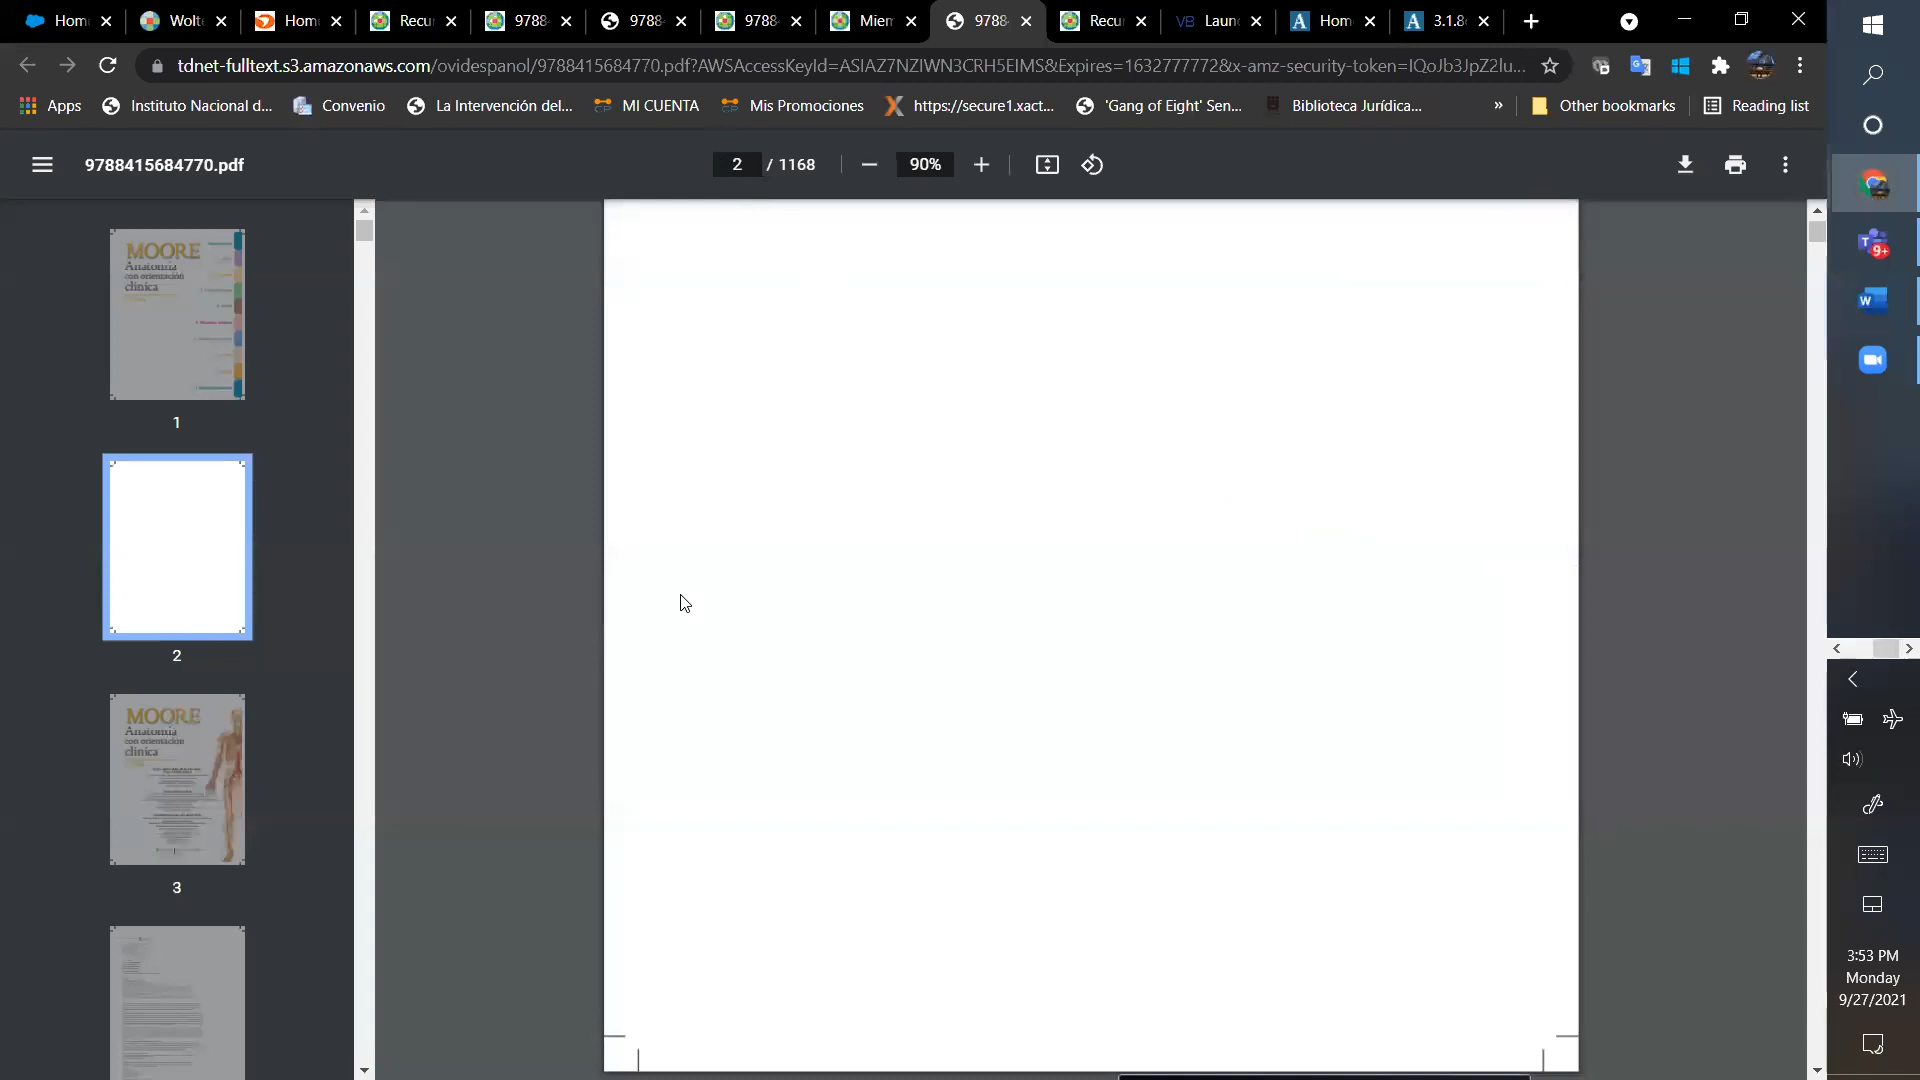 Hom
Wolt
Hom
Recu
9788
9788
9788
Miem
9788
Recu
VB Laun
Hom
3.1.8
tdnet-fulltext.s3.amazonaws.com/ovidespanol/9788415684770.pdf?AWSAccessKeyId=ASIAZ7NZIWN3CRH5EIMS&Expires=1632777772&x-amz-security-token=IQoJb3JpZ2lu...
Apps
Instituto Nacional d...
Convenio
La Intervención del...
MI CUENTA
Mis Promociones
https://secure1.xact...
'Gang of Eight' Sen...
Biblioteca Jurídica...
»
Other bookmarks
Reading list
9788415684770.pdf
2 / 1168
90%
MOORE
Anatomía
con orientación
clínica
1
2
MOORE
Anatomía
con orientación
clínica
3
9+
3:53 PM
Monday
9/27/2021